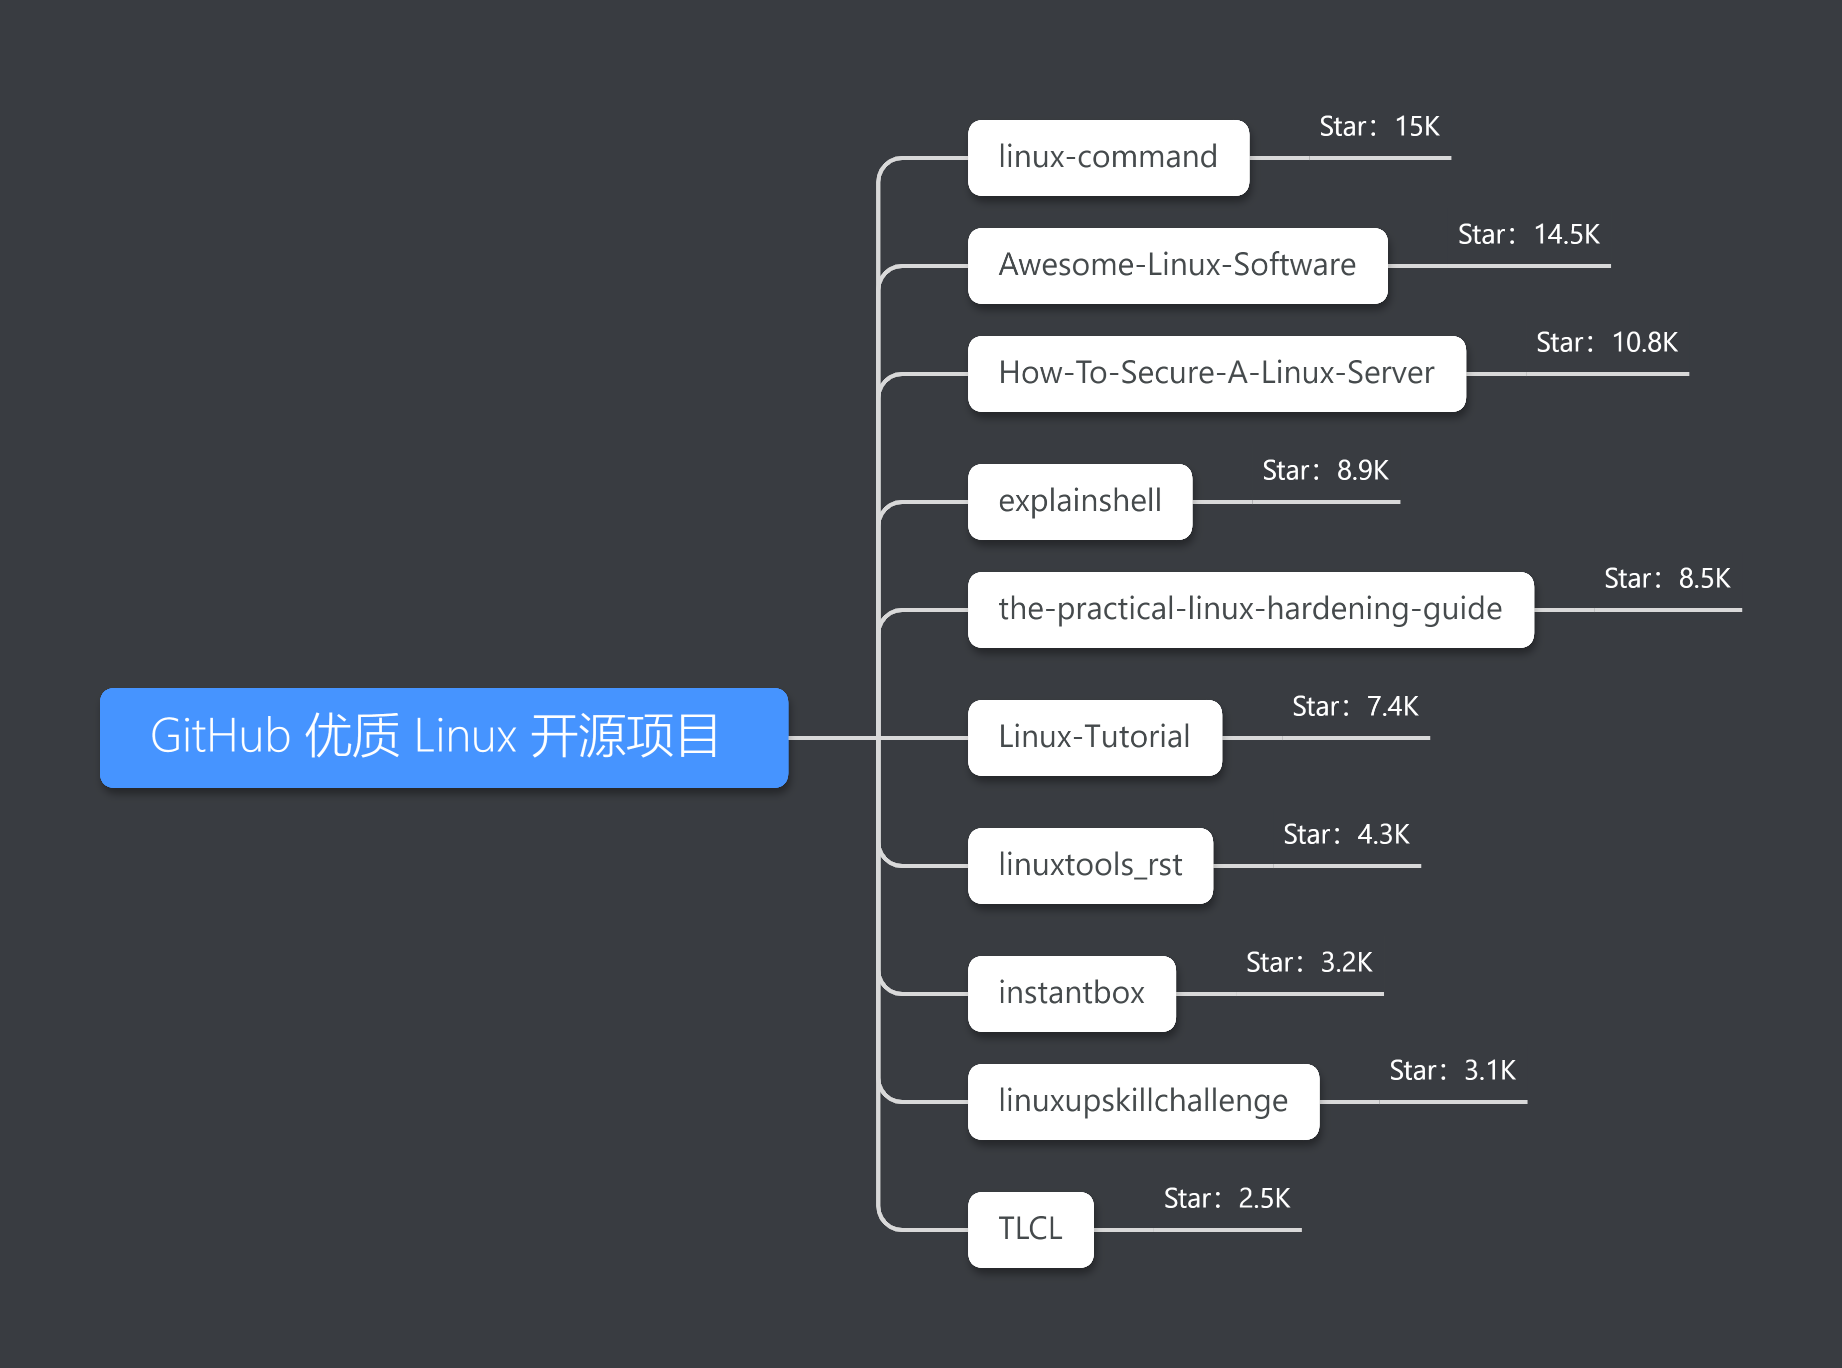 GitHub 优质 Linux 开源项目
linux-command
Star：15K
Awesome-Linux-Software
Star：14.5K
How-To-Secure-A-Linux-Server
Star：10.8K
explainshell
Star：8.9K
the-practical-linux-hardening-guide
Star：8.5K
Linux-Tutorial
Star：7.4K
linuxtools_rst
Star：4.3K
instantbox
Star：3.2K
linuxupskillchallenge
Star：3.1K
TLCL
Star：2.5K